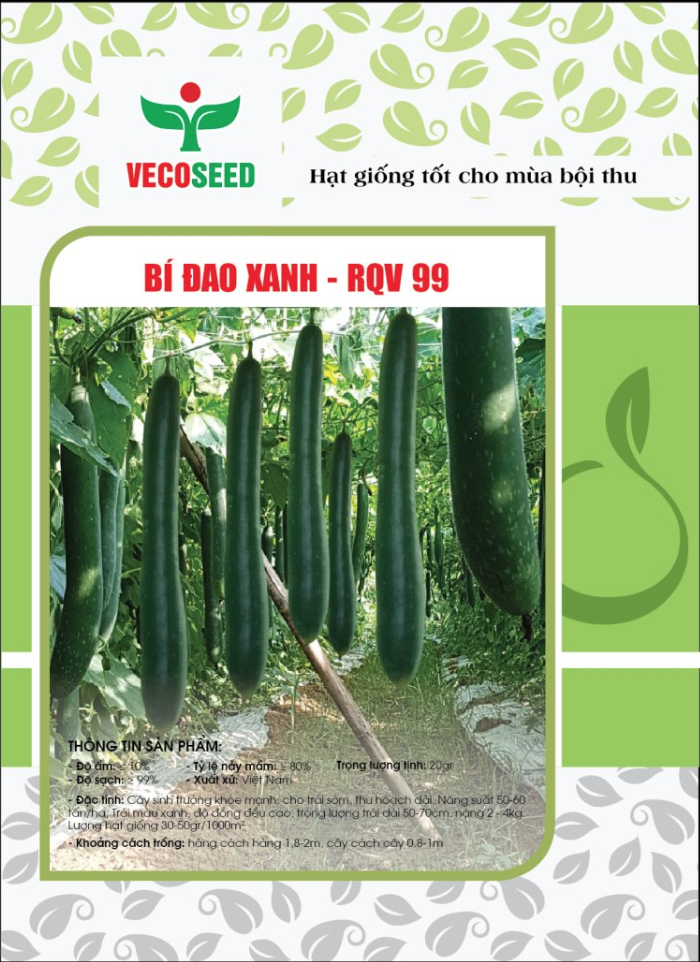 VECOSEED
Hạt giống tốt cho mùa bội thu
BÍ ĐAO XANH - RQV 99
THÔNG TIN SẢN PHẨM:
- Độ ẩm: ≤ 10% - Tỷ lệ nảy mầm: ≥ 80% Trọng lượng tịnh: 20gr
- Độ sạch: ≥ 99% - Xuất xứ: Việt Nam
- Đặc tính: Cây sinh trưởng khỏe mạnh, cho trái sớm, thu hoạch dài. Năng suất 50-60
tấn/ha. Trái màu xanh, độ đồng đều cao, trọng lượng trái dài 50-70cm, nặng 2 - 4kg.
Lượng hạt giống 30-50gr/1000m²
- Khoảng cách trồng: hàng cách hàng 1,8-2m, cây cách cây 0.8-1m